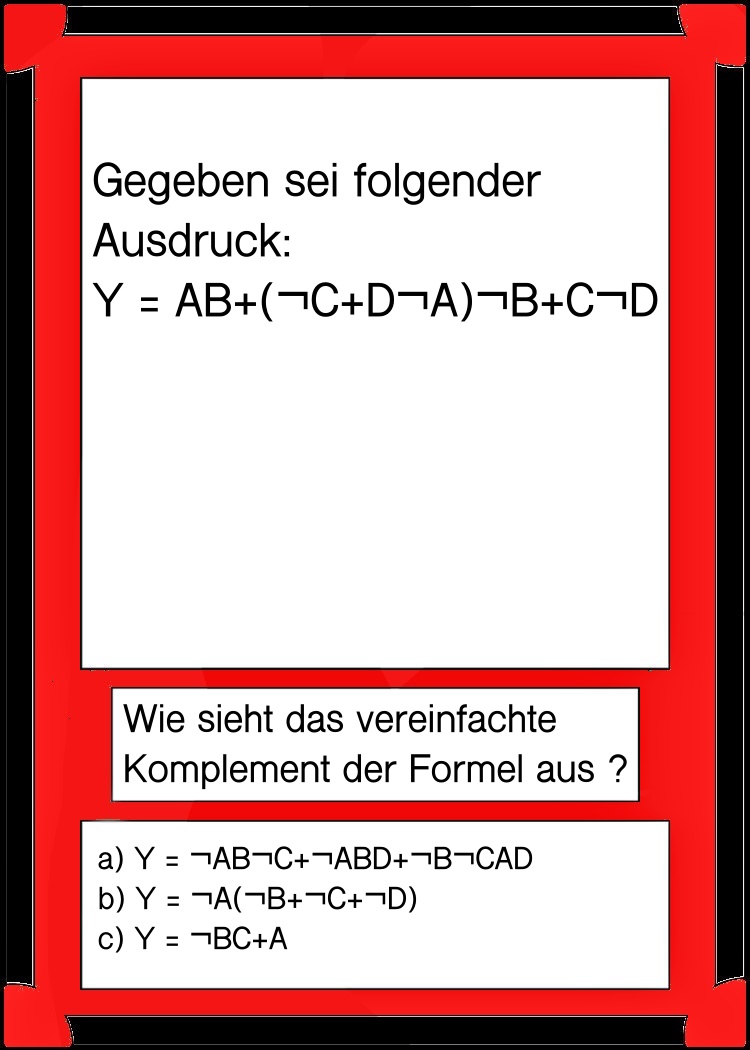 Gegeben sei folgender
Ausdruck:
Y = AB+(¬C+D¬A)¬B+C¬D
Wie sieht das vereinfachte
Komplement der Formel aus ?
a) Y = ¬AB¬C+¬ABD+¬B¬CAD
b) Y = ¬A(¬B+¬C+¬D)
c) Y = ¬BC+A